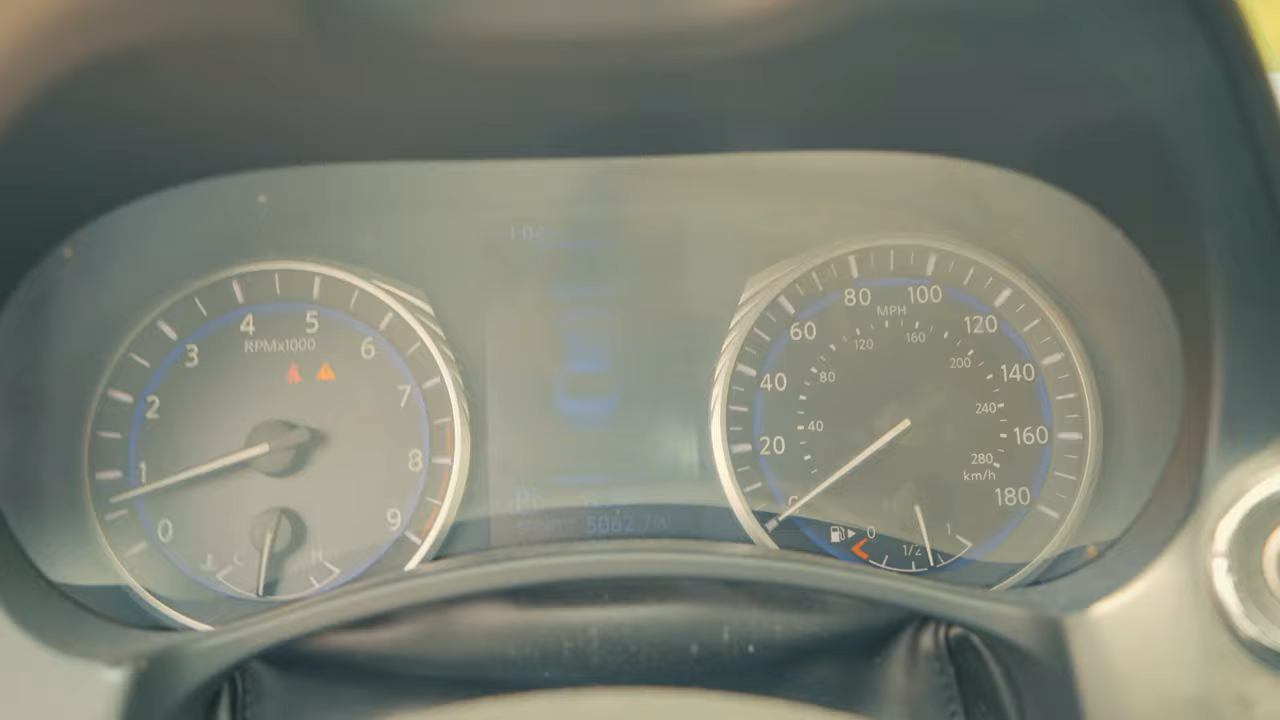 0 1 2 3 4 5 6 7 8 9
RPMx1000
C H
20 40 60 80 100 120 140 160 180
MPH
40 80 120 160 200 240 280
km/h
0 1/2 1